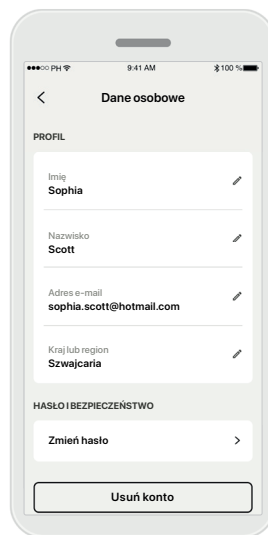 ●●●○○ PH 9:41 AM 100 %
Dane osobowe
PROFIL
Imię
Sophia
Nazwisko
Scott
Adres e-mail
sophia.scott@hotmail.com
Kraj lub region
Szwajcaria
HASŁO I BEZPIECZEŃSTWO
Zmień hasło
Usuń konto